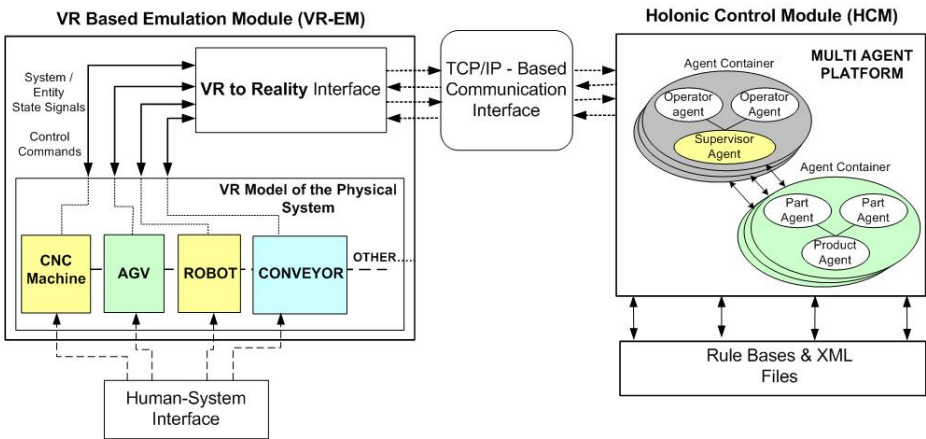 VR Based Emulation Module (VR-EM)
System /
Entity
State Signals
Control
Commands
VR to Reality Interface
VR Model of the Physical
System
CNC
Machine
AGV
ROBOT
CONVEYOR
OTHER....
Human-System
Interface
TCP/IP - Based
Communication
Interface
Holonic Control Module (HCM)
MULTI AGENT
PLATFORM
Agent Container
Operator
agent
Operator
Agent
Supervisor
Agent
Agent Container
Part
Agent
Part
Agent
Product
Agent
Rule Bases & XML
Files